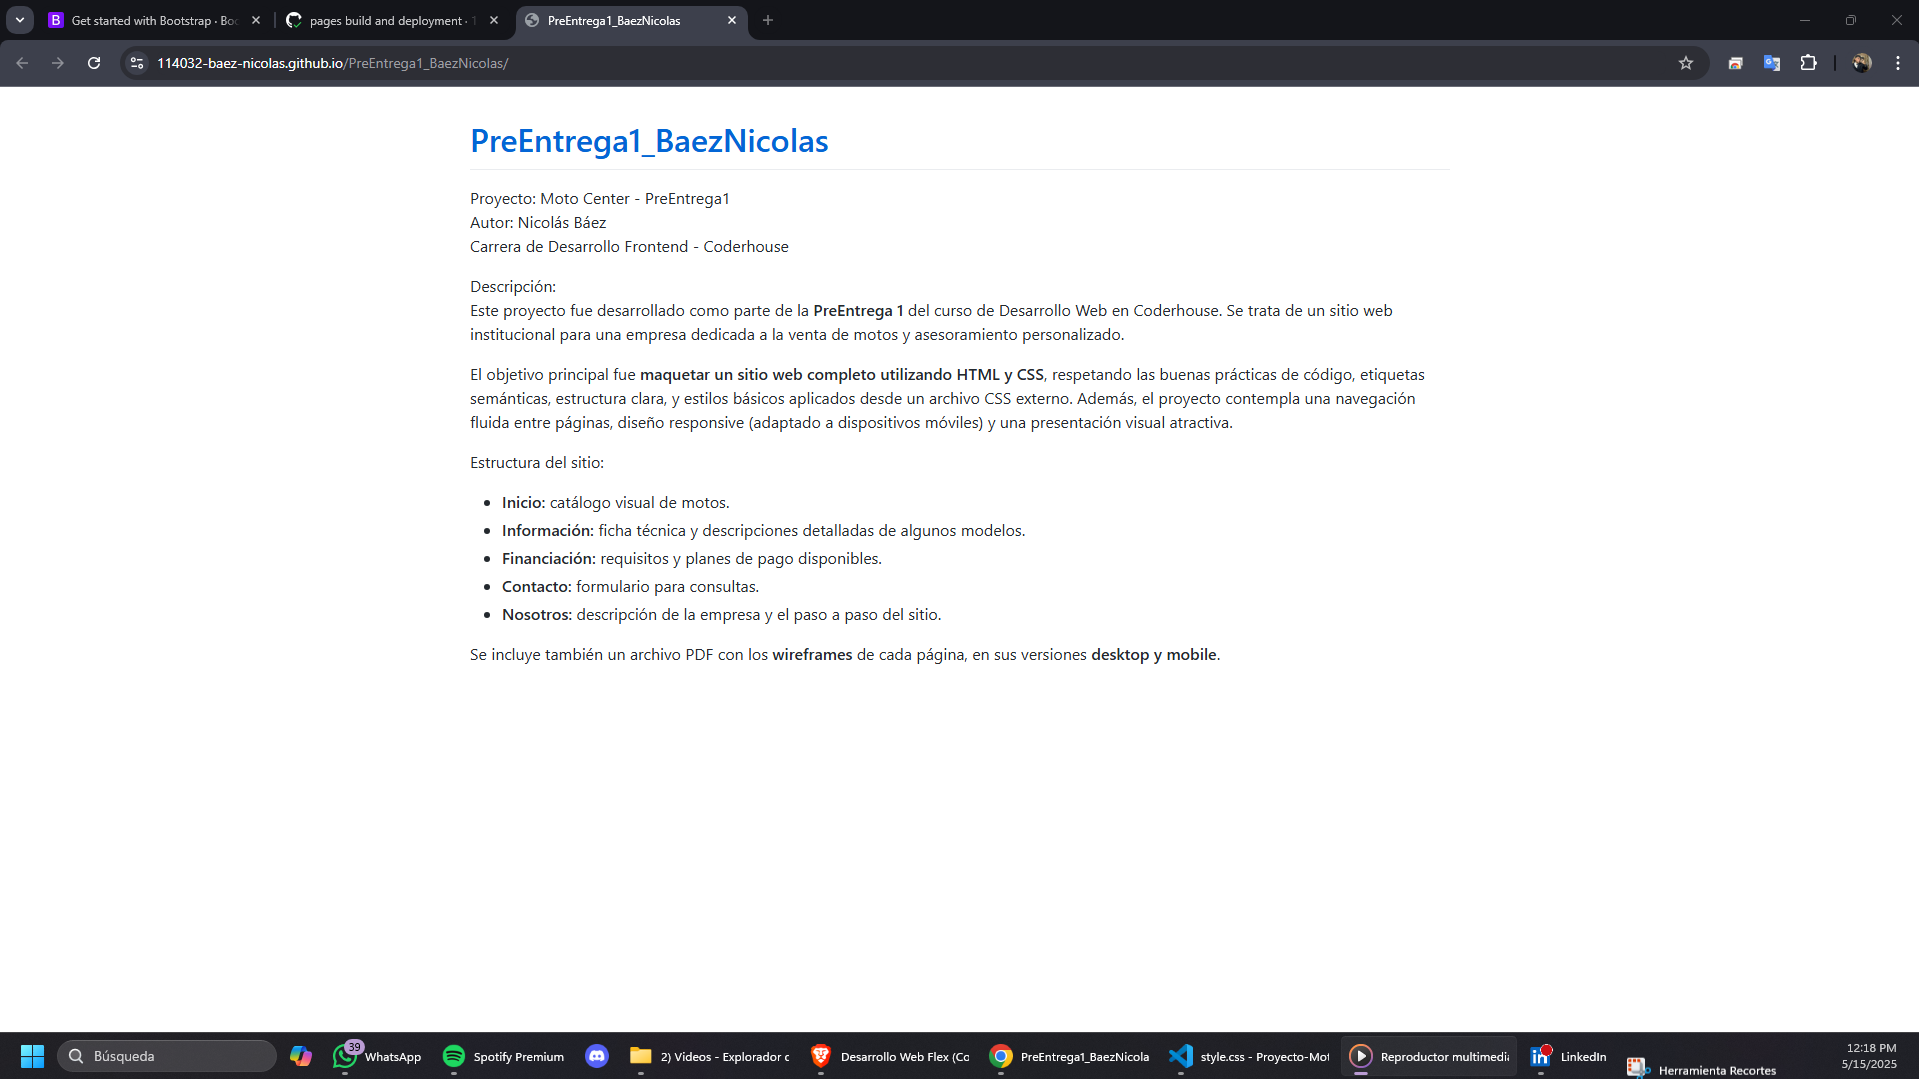 Get started with Bootstrap · Boo
pages build and deployment · 1
PreEntrega1_BaezNicolas
114032-baez-nicolas.github.io/PreEntrega1_BaezNicolas/
PreEntrega1_BaezNicolas
Proyecto: Moto Center - PreEntrega1
Autor: Nicolás Báez
Carrera de Desarrollo Frontend - Coderhouse
Descripción:
Este proyecto fue desarrollado como parte de la PreEntrega 1 del curso de Desarrollo Web en Coderhouse. Se trata de un sitio web
institucional para una empresa dedicada a la venta de motos y asesoramiento personalizado.
El objetivo principal fue maquetar un sitio web completo utilizando HTML y CSS, respetando las buenas prácticas de código, etiquetas
semánticas, estructura clara, y estilos básicos aplicados desde un archivo CSS externo. Además, el proyecto contempla una navegación
fluida entre páginas, diseño responsive (adaptado a dispositivos móviles) y una presentación visual atractiva.
Estructura del sitio:
• Inicio: catálogo visual de motos.
• Información: ficha técnica y descripciones detalladas de algunos modelos.
• Financiación: requisitos y planes de pago disponibles.
• Contacto: formulario para consultas.
• Nosotros: descripción de la empresa y el paso a paso del sitio.
Se incluye también un archivo PDF con los wireframes de cada página, en sus versiones desktop y mobile.
Búsqueda
39
WhatsApp
Spotify Premium
2) Videos - Explorador c
Desarrollo Web Flex (Co
PreEntrega1_BaezNicola
style.css - Proyecto-Mot
Reproductor multimedi
LinkedIn
Herramienta Recortes
12:18 PM
5/15/2025